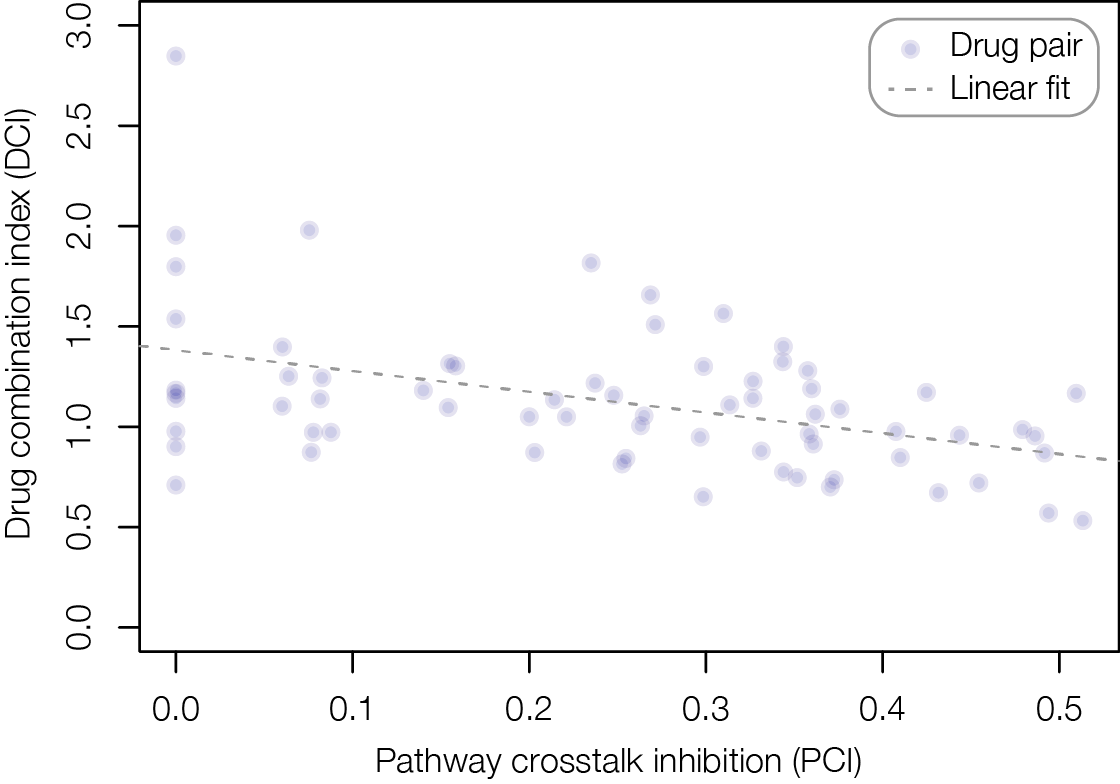 Drug pair
Linear fit
Drug combination index (DCI)
3.0
2.5
2.0
1.5
1.0
0.5
0.0
0.0 0.1 0.2 0.3 0.4 0.5
Pathway crosstalk inhibition (PCI)